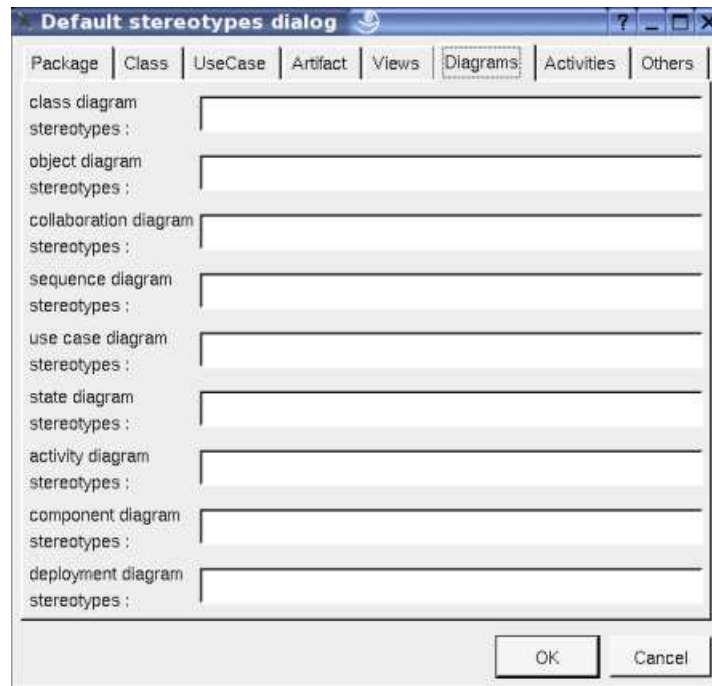 Default stereotypes dialog
Package Class UseCase Artifact Views Diagrams Activities Others
class diagram
stereotypes :
object diagram
stereotypes :
collaboration diagram
stereotypes :
sequence diagram
stereotypes :
use case diagram
stereotypes :
state diagram
stereotypes :
activity diagram
stereotypes :
component diagram
stereotypes :
deployment diagram
stereotypes :
OK Cancel